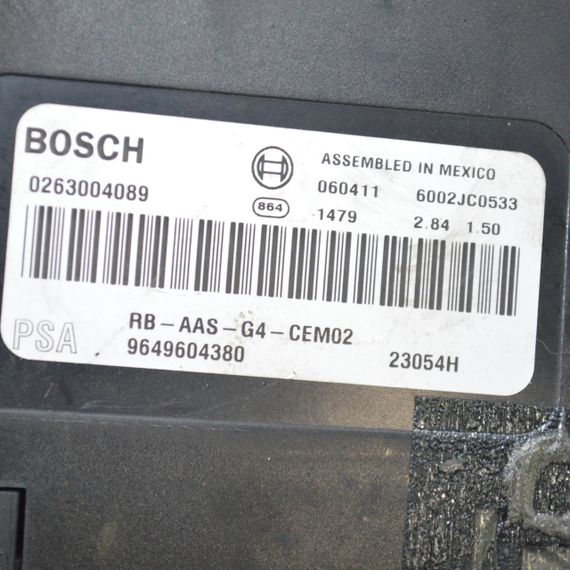 BOSCH
ASSEMBLED IN MEXICO
0263004089
060411 6002JC0533
864
1479 2.84 1.50
RB-AAS-G4-CEM02
PSA
9649604380 23054H